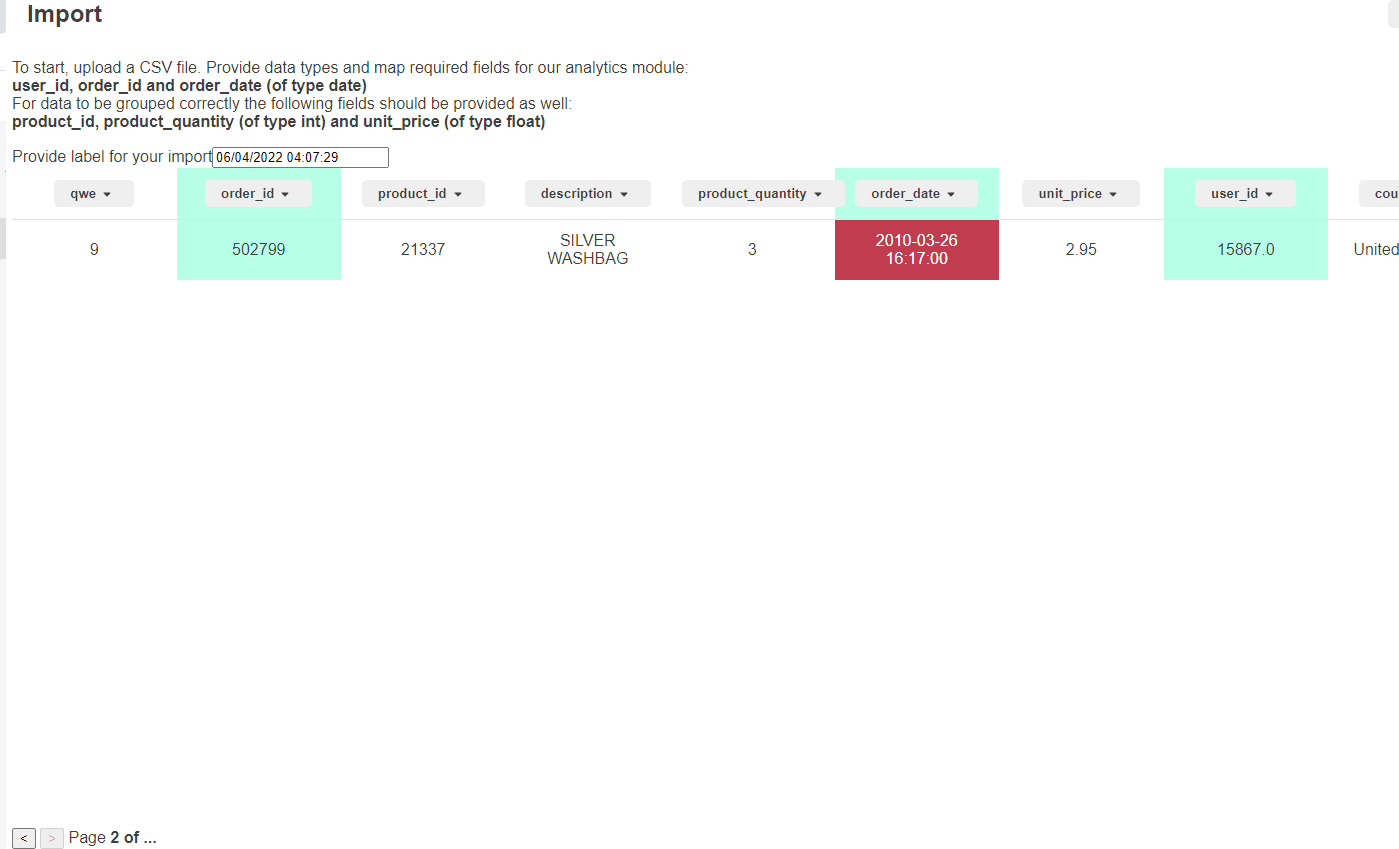 Import
To start, upload a CSV file. Provide data types and map required fields for our analytics module:
user_id, order_id and order_date (of type date)
For data to be grouped correctly the following fields should be provided as well:
product_id, product_quantity (of type int) and unit_price (of type float)
Provide label for your import 06/04/2022 04:07:29
qwe order_id product_id description product_quantity order_date unit_price user_id cou
9 502799 21337 SILVER WASHBAG 3 2010-03-26 16:17:00 2.95 15867.0 United
< > Page 2 of ...